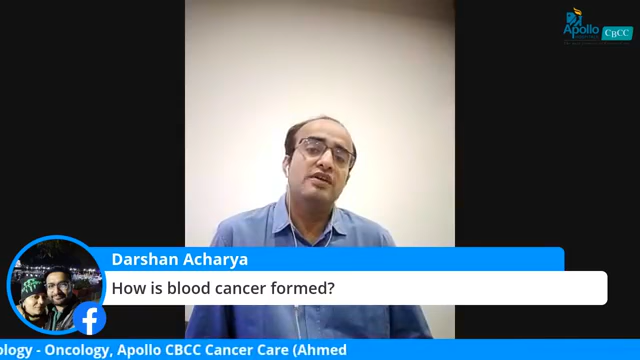 Apollo
CBCC
Darshan Acharya
How is blood cancer formed?
ology - Oncology, Apollo CBCC Cancer Care (Ahmed